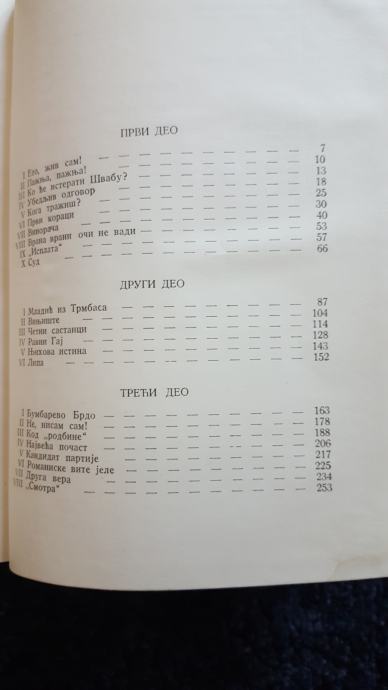 ПРВИ ДЕО
I Ето, жив сам! — — — — — — — — — 7
II Пажња, пажња! — — — — — — — — — 10
III Ко ће истерати Швабу? — — — — — — — 13
IV Убедљив одговор — — — — — — — — 18
V Кога тражиш? — — — — — — — — — 25
VI Први кораци — — — — — — — — — 30
VII Винорача — — — — — — — — — 40
VIII Врана врани очи не вади — — — — — — — 53
IX „Исплата" — — — — — — — — — 57
X Суд — — — — — — — — — — 66
ДРУГИ ДЕО
I Младић из Трмбаса — — — — — — — — 87
II Вињиште — — — — — — — — — 104
III Четни састанци — — — — — — — — — 114
IV Равни Гај — — — — — — — — — 128
V Њихова истина — — — — — — — — — 143
VI Липа — — — — — — — — — — 152
ТРЕЋИ ДЕО
I Бумбарево Брдо — — — — — — — — 163
II Не, нисам сам! — — — — — — — — — 178
III Код „родбине" — — — — — — — — — 188
IV Највећа почаст — — — — — — — — 206
V Кандидат партије — — — — — — — — 217
VI Романиске вите јеле — — — — — — — — 225
VII Друга вера — — — — — — — — — 234
VIII „Смотра" — — — — — — — — — 253